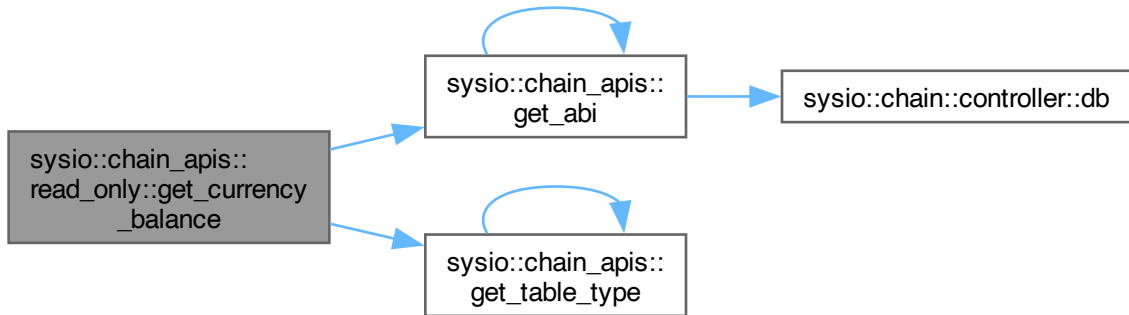 sysio::chain_apis::
read_only::get_currency
_balance
sysio::chain_apis::
get_abi
sysio::chain::controller::db
sysio::chain_apis::
get_table_type